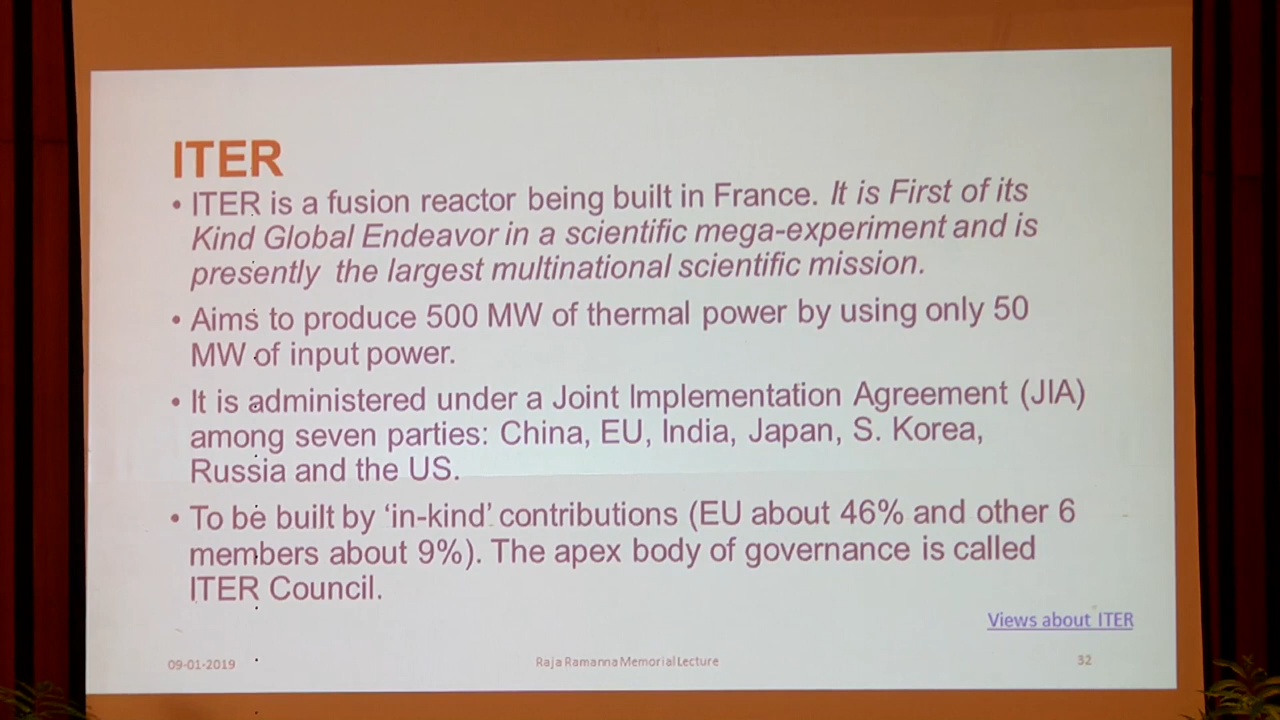 ITER
• ITER is a fusion reactor being built in France. It is First of its
Kind Global Endeavor in a scientific mega-experiment and is
presently the largest multinational scientific mission.
• Aims to produce 500 MW of thermal power by using only 50
MW of input power.
• It is administered under a Joint Implementation Agreement (JIA)
among seven parties: China, EU, India, Japan, S. Korea,
Russia and the US.
• To be built by ‘in-kind’ contributions (EU about 46% and other 6
members about 9%). The apex body of governance is called
ITER Council.
Views about ITER
09-01-2019
Raja Ramanna Memorial Lecture
32